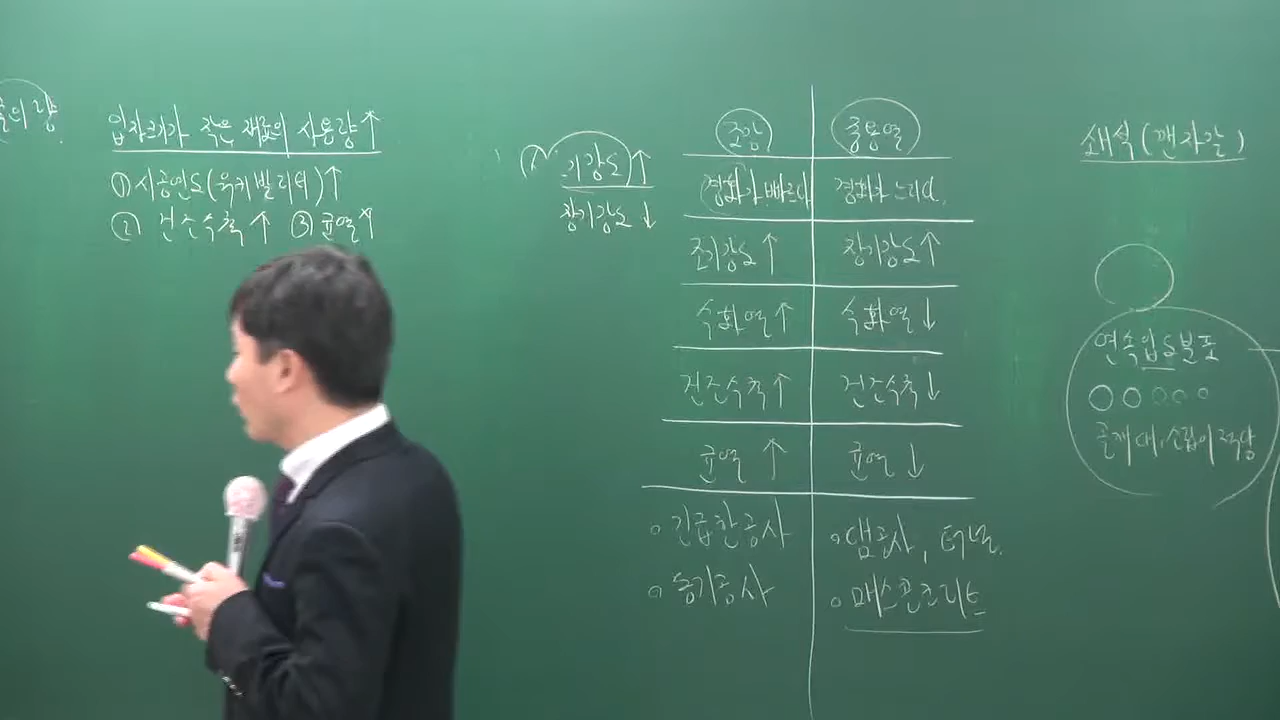 입자크기가 작은 재료의 사용량↑
① 시공연도(워커빌리티)↑
② 건조수축↑ ③ 균열↑
기강도↑
장기강도↓
조강 중용열
경화가 빠르다 경화가 느리다.
조기강도↑ 장기강도↑
수화열↑ 수화열↓
건조수축↑ 건조수축↓
균열↑ 균열↓
◦긴급한공사 ◦댐공사, 터널.
◦동기공사 ◦매스콘크리트
쇄석(깬자갈)
연속입도분포
굵게 대, 소립이 적당